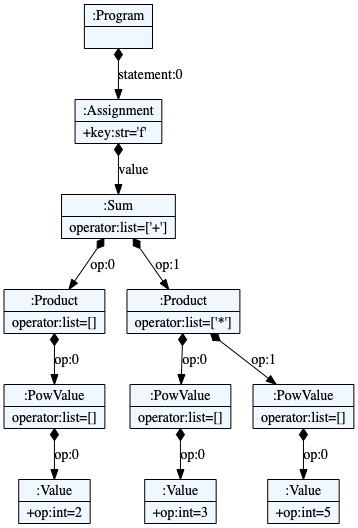 :Program
statement:0
:Assignment
+key:str='f'
value
:Sum
operator:list=['+']
op:0
op:1
:Product
operator:list=[]
:Product
operator:list=['*']
op:0
op:0
op:1
:PowValue
operator:list=[]
:PowValue
operator:list=[]
:PowValue
operator:list=[]
op:0
op:0
op:0
:Value
+op:int=2
:Value
+op:int=3
:Value
+op:int=5